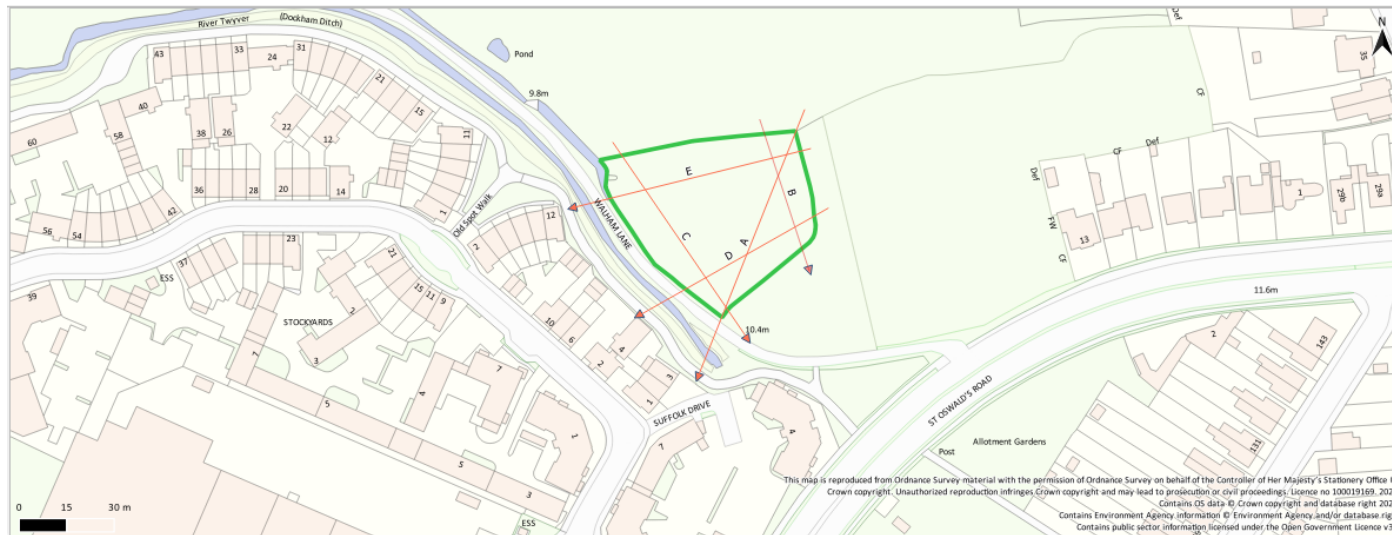 River Twyver
(Dockham Ditch)
Def
N
43
33
24
31
Pond
35
21
9.8m
60
58
40
38
26
22
12
15
11
CF
E
CF
Def
Def
36
28
20
14
1
B
1
29b
29a
42
Old Spot Walk
12
WALHAM LANE
C
FW
56
54
2
D
A
13
23
CF
37
21
ESS
15
11
9
11.6m
39
STOCKYARDS
2
10
10.4m
2
143
3
6
4
7
2
7
3
4
1
5
SUFFOLK DRIVE
ST OSWALD'S ROAD
1
7
4
131
Allotment Gardens
5
Post
3
This map is reproduced from Ordnance Survey material with the permission of Ordnance Survey on behalf of the Controller of Her Majesty's Stationery Office
Crown copyright. Unauthorized reproduction infringes Crown copyright and may lead to prosecution or civil proceedings. Licence no 100019169.
0 15 30 m
Contains OS data © Crown copyright and database right
Contains Environment Agency information © Environment Agency and/or database
ESS
Contains public sector information licensed under the Open Government Licence